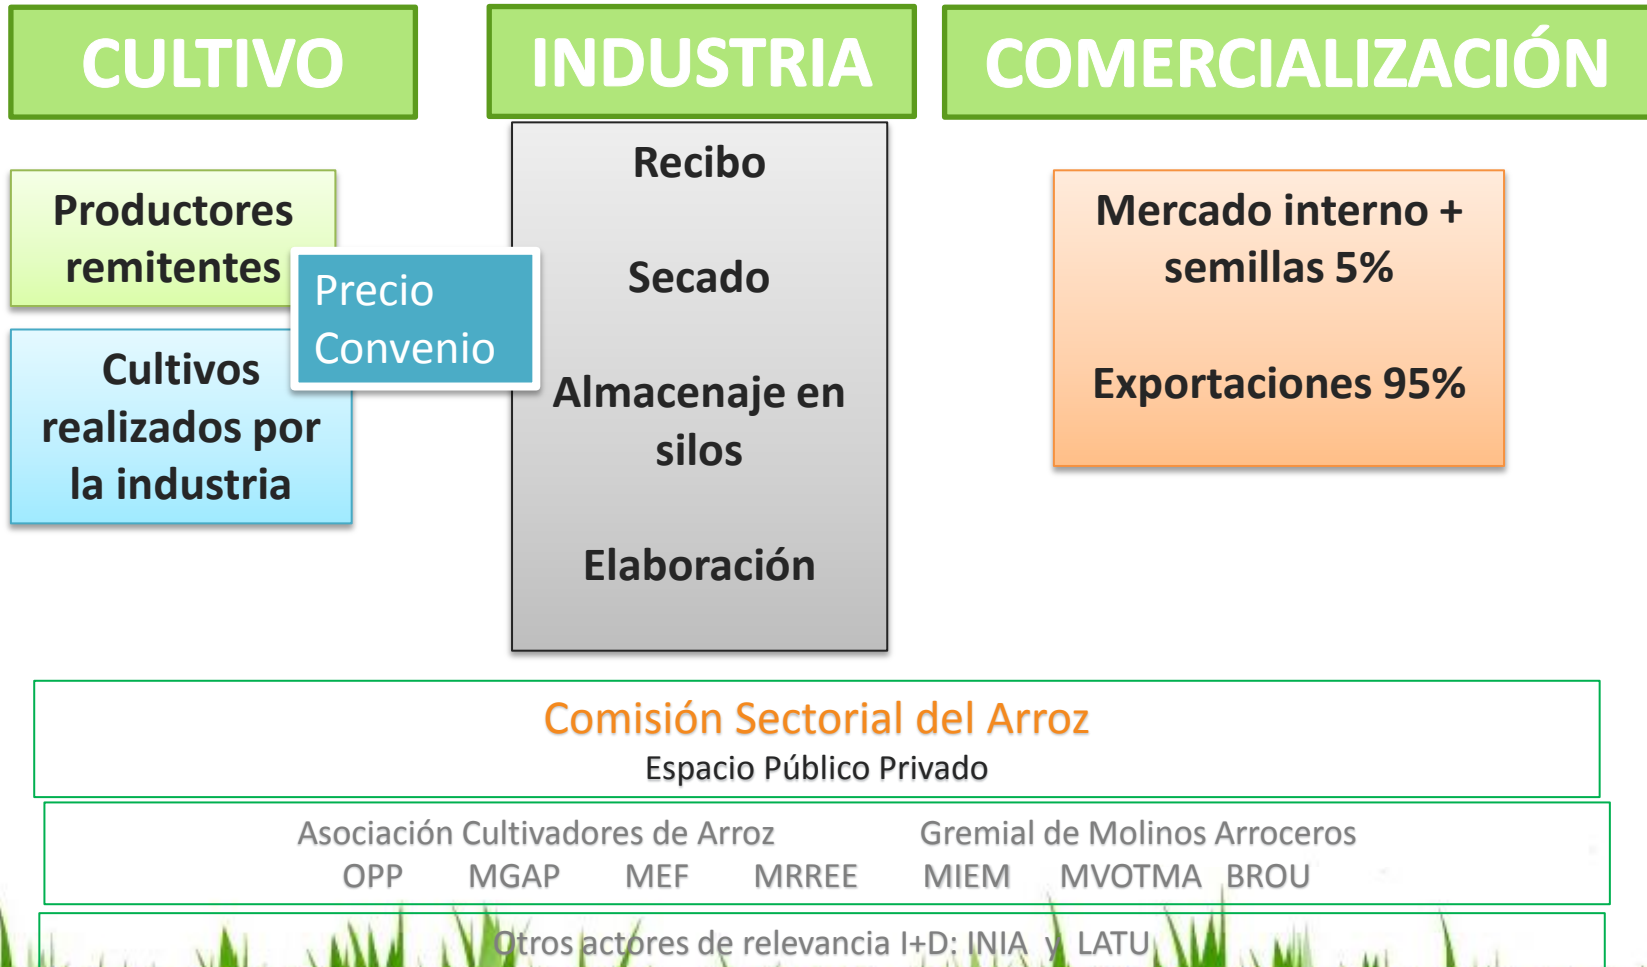 CULTIVO
INDUSTRIA
COMERCIALIZACIÓN
Productores
remitentes
Cultivos
realizados por
la industria
Precio
Convenio
Recibo
Secado
Almacenaje en
silos
Elaboración
Mercado interno +
semillas 5%
Exportaciones 95%
Comisión Sectorial del Arroz
Espacio Público Privado
Asociación Cultivadores de Arroz Gremial de Molinos Arroceros
OPP MGAP MEF MRREE MIEM MVOTMA BROU
Otros actores de relevancia I+D: INIA y LATU